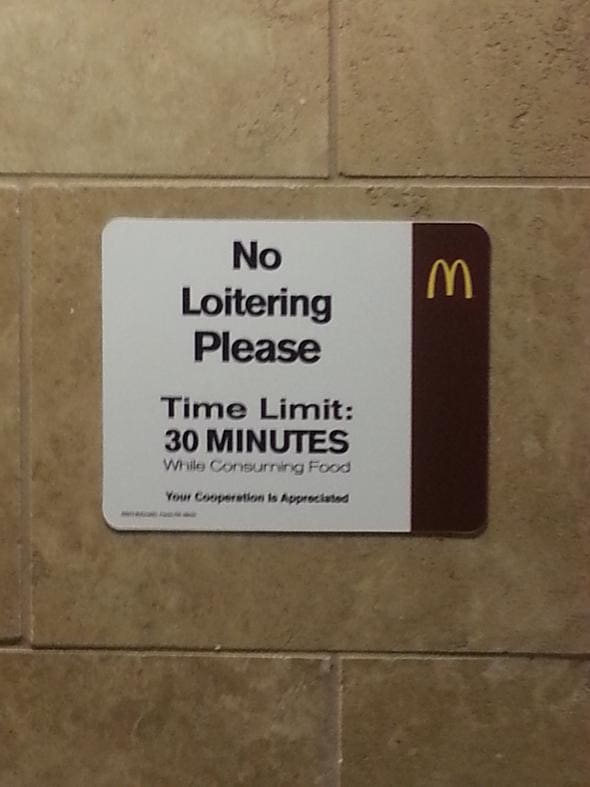 No
Loitering
Please
Time Limit:
30 MINUTES
While Consuming Food
Your Cooperation Is Appreciated